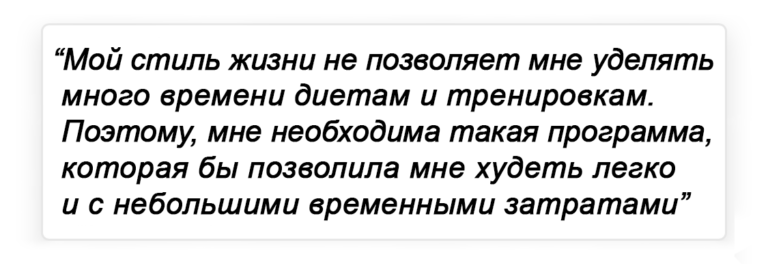 “Мой стиль жизни не позволяет мне уделять
много времени диетам и тренировкам.
Поэтому, мне необходима такая программа,
которая бы позволила мне худеть легко
и с небольшими временными затратами”